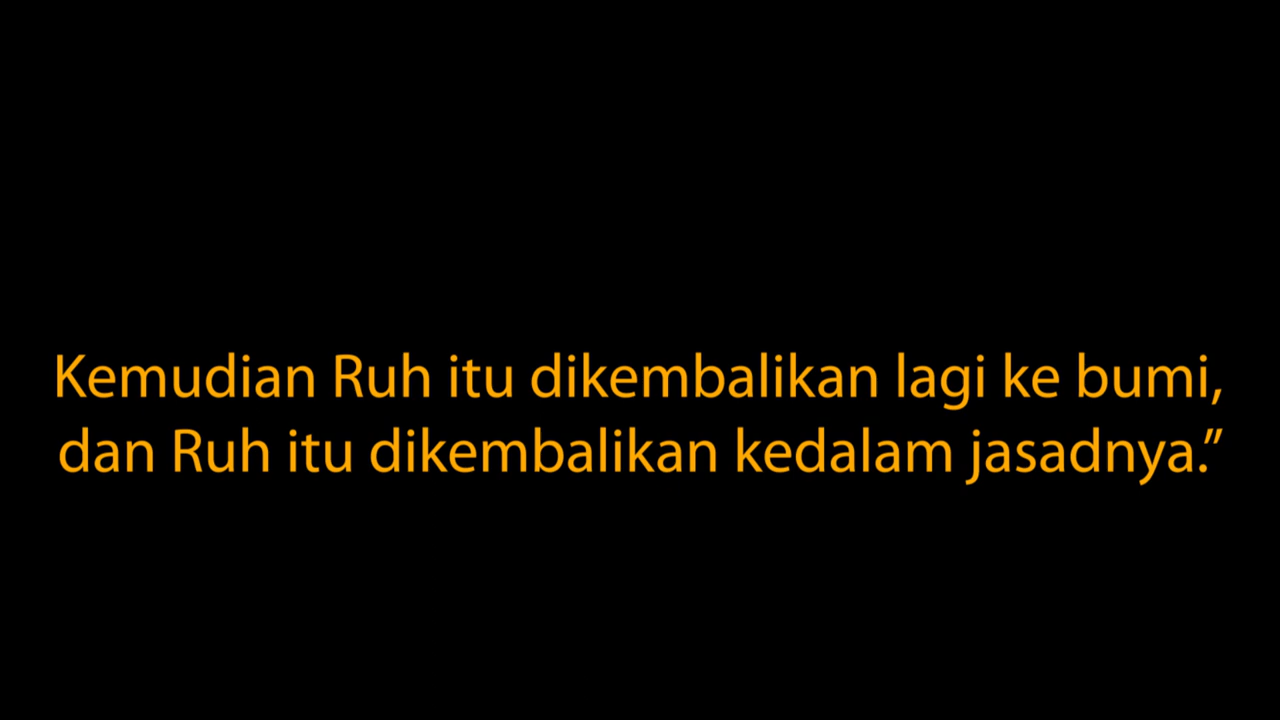 Kemudian Ruh itu dikembalikan lagi ke bumi,
dan Ruh itu dikembalikan kedalam jasadnya.”